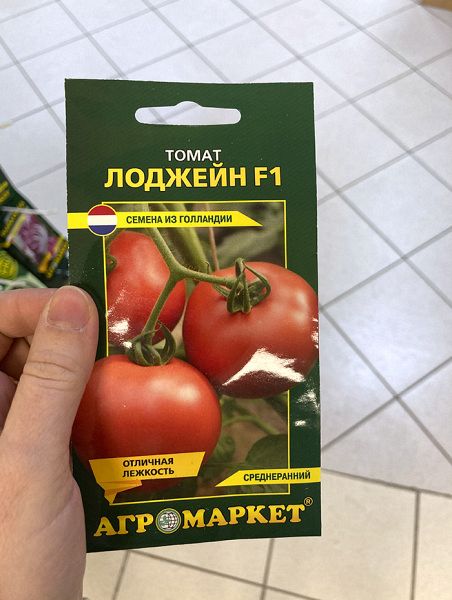 ТОМАТ
ЛОДЖЕЙН F1
СЕМЕНА ИЗ ГОЛЛАНДИИ
ОТЛИЧНАЯ
ЛЕЖКОСТЬ
СРЕДНЕРАННИЙ
АГРОМАРКЕТ®